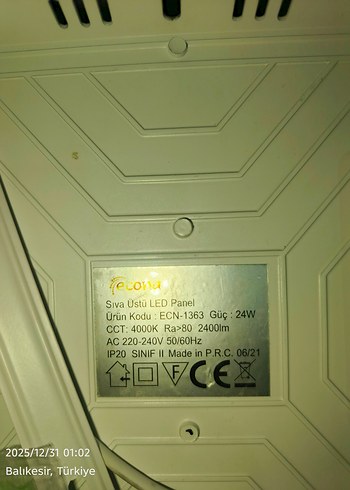 econa
Sıva Üstü LED Panel
Ürün Kodu : ECN-1363 Güç : 24W
CCT: 4000K Ra>80 2400lm
AC 220-240V 50/60Hz
IP20 SINIF II Made in P.R.C. 06/21
F CE
2025/12/31 01:02
Balıkesir, Türkiye